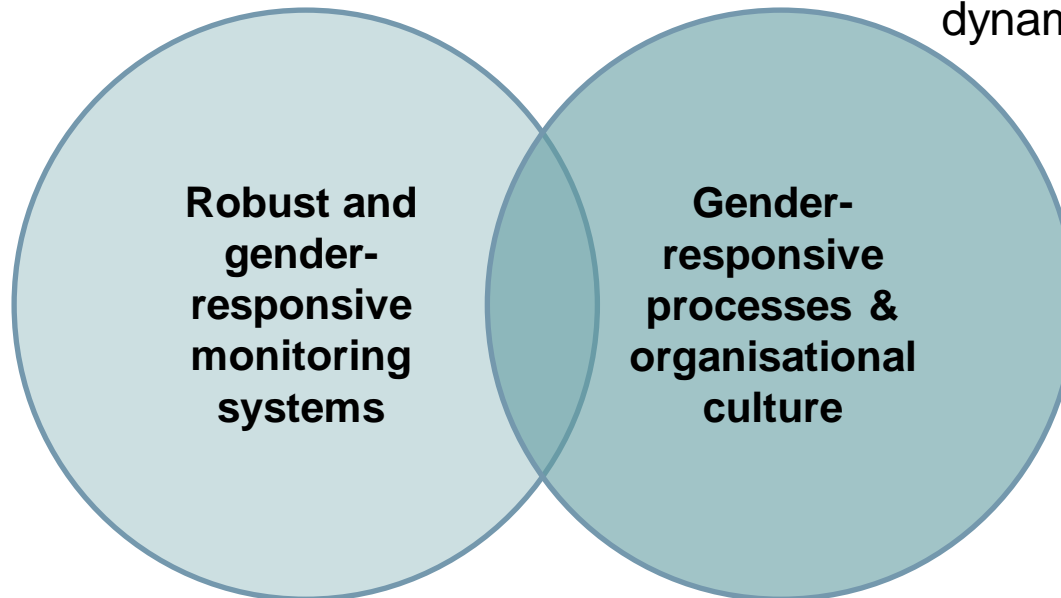 Robust and
gender-
responsive
monitoring
systems
Gender-
responsive
processes &
organisational
culture